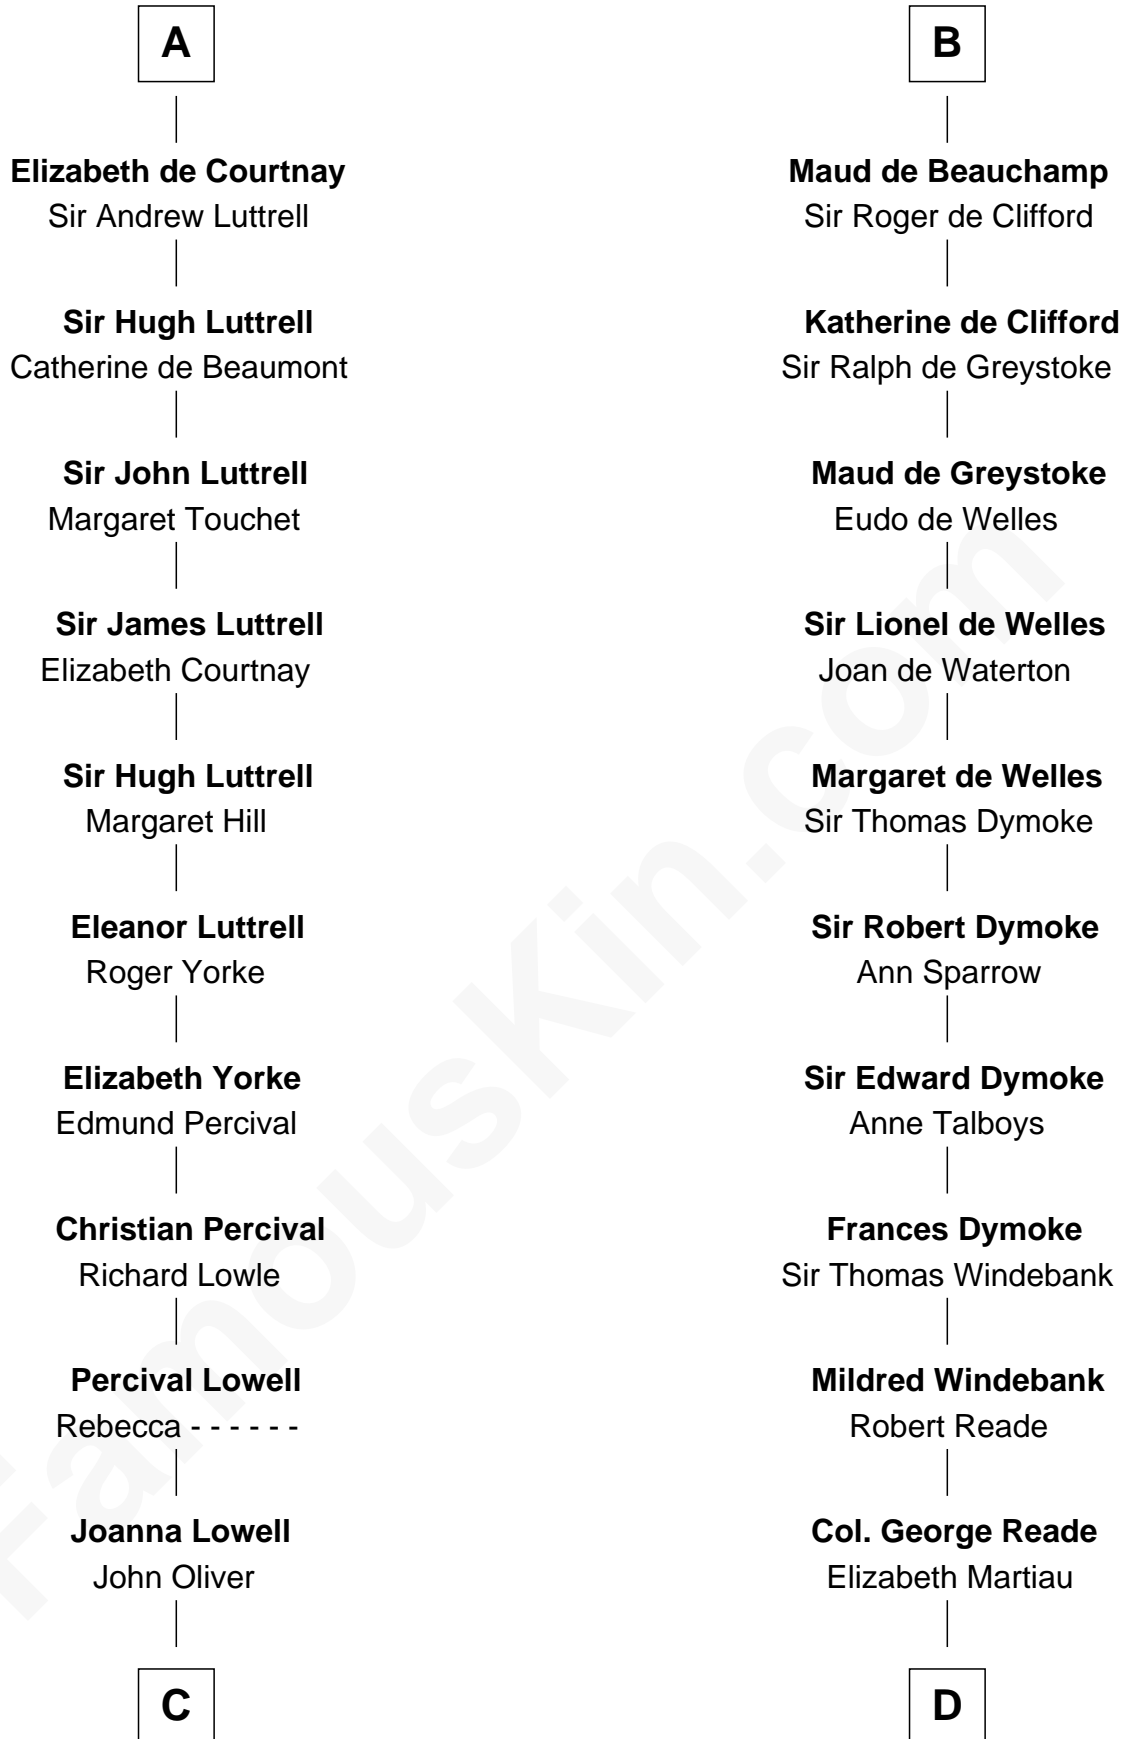 A
Elizabeth de Courtnay
Sir Andrew Luttrell
Sir Hugh Luttrell
Catherine de Beaumont
Sir John Luttrell
Margaret Touchet
Sir James Luttrell
Elizabeth Courtnay
Sir Hugh Luttrell
Margaret Hill
Eleanor Luttrell
Roger Yorke
Elizabeth Yorke
Edmund Percival
Christian Percival
Richard Lowle
Percival Lowell
Rebecca - - - - - -
Joanna Lowell
John Oliver
C
B
Maud de Beauchamp
Sir Roger de Clifford
Katherine de Clifford
Sir Ralph de Greystoke
Maud de Greystoke
Eudo de Welles
Sir Lionel de Welles
Joan de Waterton
Margaret de Welles
Sir Thomas Dymoke
Sir Robert Dymoke
Ann Sparrow
Sir Edward Dymoke
Anne Talboys
Frances Dymoke
Sir Thomas Windebank
Mildred Windebank
Robert Reade
Col. George Reade
Elizabeth Martiau
D
FamousKin.com